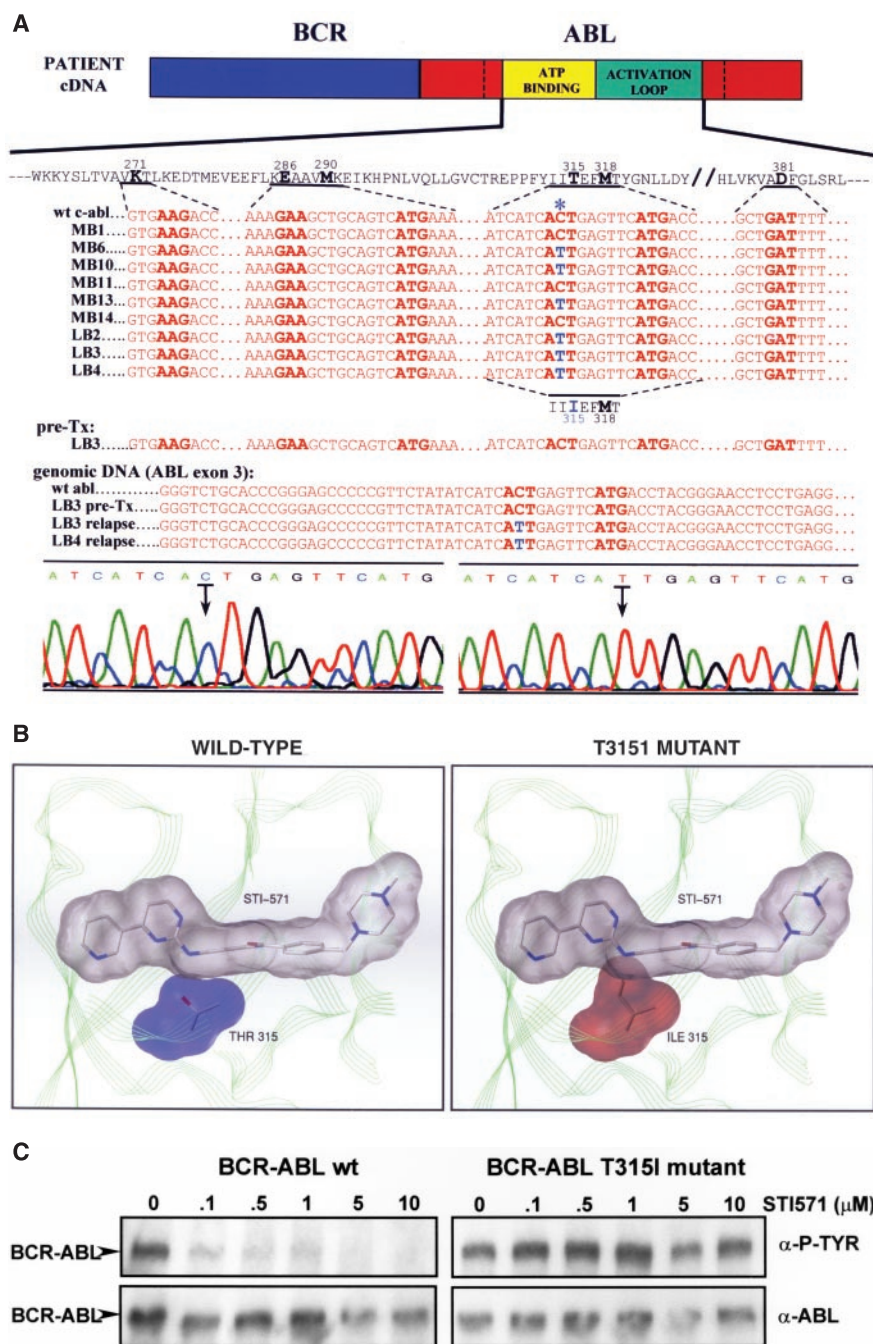 A
BCR ABL
PATIENT cDNA
ATP BINDING
ACTIVATION LOOP
271 286 290 315 318 381
---WKKYSLTVAVKTLKEDTMEVEEFLKEAAVMKEIKHPNLVQLLGVCTREPPFYIITEFMTYGNLLDY//HLVKVADFGLSRL---
*
wt c-abl GTGAAGACC...AAAGAAGCTGCAGTCATGAAA....ATCATCACTGAGTTCATGACC.....GCTGATTTT...
MB1.....GTGAAGACC...AAAGAAGCTGCAGTCATGAAA....ATCATCACTGAGTTCATGACC.....GCTGATTTT...
MB6....GTGAAGACC...AAAGAAGCTGCAGTCATGAAA....ATCATCATTGAGTTCATGACC.....GCTGATTTT...
MB10...GTGAAGACC...AAAGAAGCTGCAGTCATGAAA....ATCATCATTGAGTTCATGACC.....GCTGATTTT...
MB11...GTGAAGACC...AAAGAAGCTGCAGTCATGAAA....ATCATCACTGAGTTCATGACC.....GCTGATTTT...
MB13...GTGAAGACC...AAAGAAGCTGCAGTCATGAAA....ATCATCATTGAGTTCATGACC.....GCTGATTTT...
MB14...GTGAAGACC...AAAGAAGCTGCAGTCATGAAA....ATCATCACTGAGTTCATGACC.....GCTGATTTT...
LB2.....GTGAAGACC...AAAGAAGCTGCAGTCATGAAA....ATCATCATTGAGTTCATGACC.....GCTGATTTT...
LB3.....GTGAAGACC...AAAGAAGCTGCAGTCATGAAA....ATCATCATTGAGTTCATGACC.....GCTGATTTT...
LB4.....GTGAAGACC...AAAGAAGCTGCAGTCATGAAA....ATCATCATTGAGTTCATGACC.....GCTGATTTT...
IIIEFMT
315 318
pre-Tx:
LB3......GTGAAGACC....AAAGAAGCTGCAGTCATGAAA....ATCATCACTGAGTTCATGACC.....GCTGATTTT...
genomic DNA (ABL exon 3):
wt abl............GGGTCTGCACCCGGGAGCCCCCGTTCTATATCATCACTGAGTTCATGACCTACGGGAACCTCCTGAGG...
LB3 pre-Tx......GGGTCTGCACCCGGGAGCCCCCGTTCTATATCATCACTGAGTTCATGACCTACGGGAACCTCCTGAGG...
LB3 relapse.....GGGTCTGCACCCGGGAGCCCCCGTTCTATATCATCATTGAGTTCATGACCTACGGGAACCTCCTGAGG...
LB4 relapse.....GGGTCTGCACCCGGGAGCCCCCGTTCTATATCATCATTGAGTTCATGACCTACGGGAACCTCCTGAGG...
A T C A T C A C T G A G T T C A T G
A T C A T C A T T G A G T T C A T G
B
WILD-TYPE
T3151 MUTANT
STI-571
THR 315
STI-571
ILE 315
C
BCR-ABL wt BCR-ABL T315I mutant
0 .1 .5 1 5 10 0 .1 .5 1 5 10 STI571 (μM)
BCR-ABL α-P-TYR
BCR-ABL α-ABL